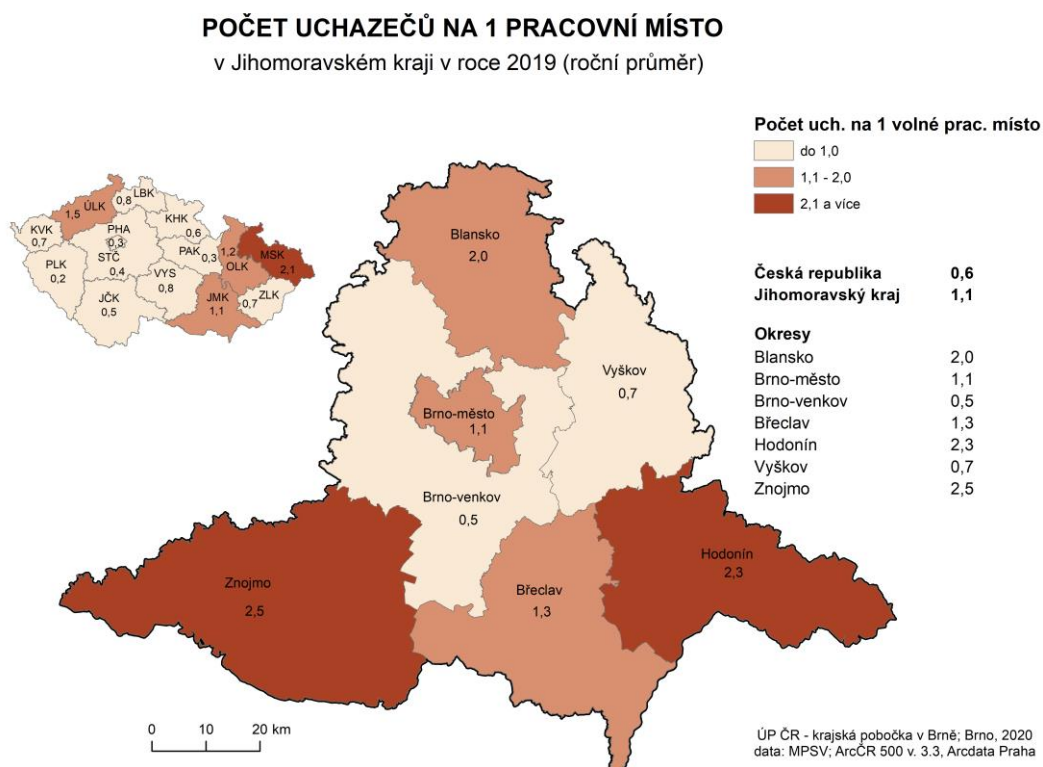 POČET UCHAZEČŮ NA 1 PRACOVNÍ MÍSTO
v Jihomoravském kraji v roce 2019 (roční průměr)
Počet uch. na 1 volné prac. místo
do 1,0
1,1 - 2,0
2,1 a více
LBK
0,8
ÚLK
1,5
KVK
0,7
KHK
0,6
PHA
0,3
STČ
0,4
PAK
0,3
PLK
0,2
VYS
0,8
JČK
0,5
OLK
1,2
MSK
2,1
JMK
1,1
ZLK
0,7
Blansko
2,0
Vyškov
0,7
Brno-město
1,1
Brno-venkov
0,5
Znojmo
2,5
Břeclav
1,3
Hodonín
2,3
Česká republika 0,6
Jihomoravský kraj 1,1
Okresy
Blansko 2,0
Brno-město 1,1
Brno-venkov 0,5
Břeclav 1,3
Hodonín 2,3
Vyškov 0,7
Znojmo 2,5
0 10 20 km
ÚP ČR - krajská pobočka v Brně; Brno, 2020
data: MPSV; ArcČR 500 v. 3.3, Arcdata Praha